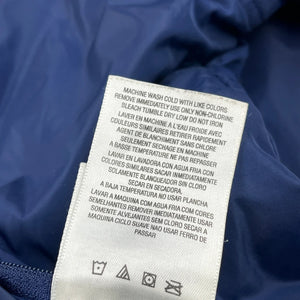 MACHINE WASH COLD WITH LIKE COLORS
REMOVE IMMEDIATELY USE ONLY NON-CHLORINE
BLEACH TUMBLE DRY LOW DO NOT IRON
LAVER EN MACHINE A L'EAU FROIDE AVEC
COULEURS SIMILAIRES RETIRER RAPIDEMENT
AGENT DE BLANCHIMENT SANS CHLORE
SEULEMENT SECHAGE EN MACHINE
A BASSE TEMPERATURE NE PAS REPASSER
LAVAR EN LAVADORA CON AGUA FRIA CON
COLORES SIMILARES SACAR INMEDIATAMENTE
SOLAMENTE BLANQUEADOR SIN CLORO
SECAR EN SECADORA
A BAJA TEMPERATURA NO PLANCHAR
LAVAR A MAQUINA COM AGUA FRIA COM CORES
SEMELHANTES REMOVER IMEDIATAMENTE USAR
SOMENTE ALVEJANTES SEM CLORO SECAR A
MAQUINA CICLO SUAVE NAO USAR FERRO DE
PASSAR